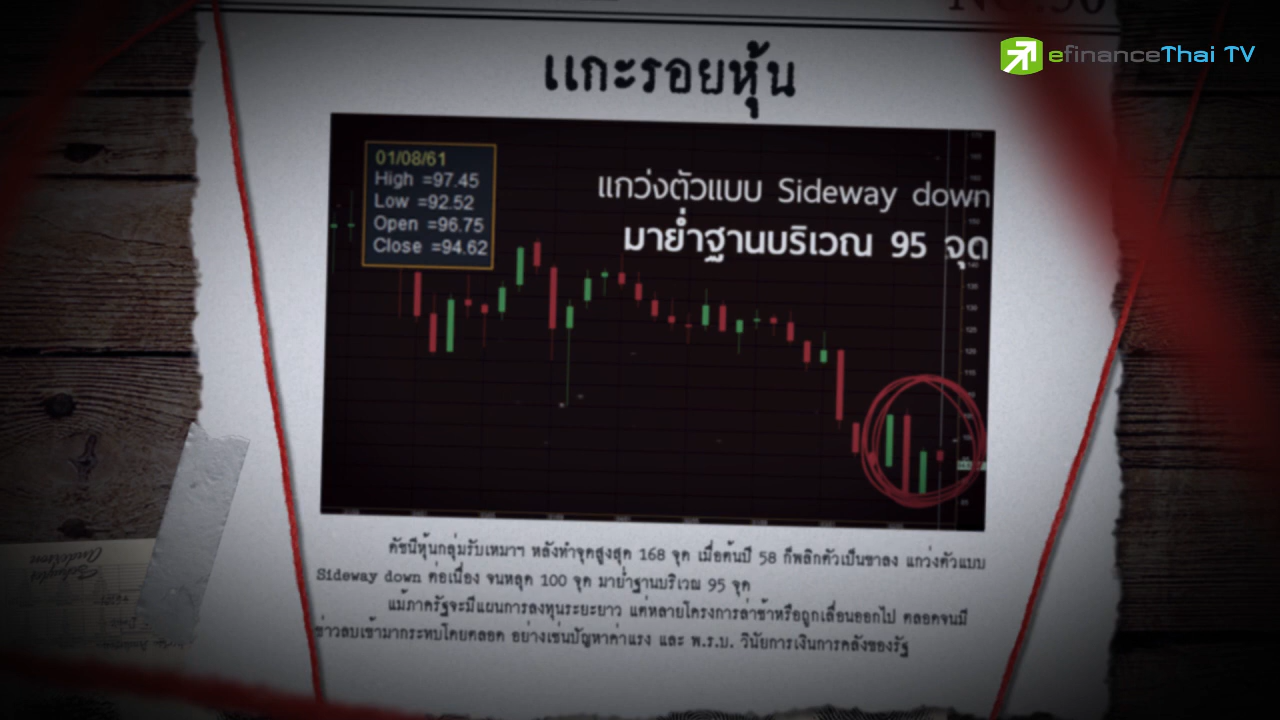 NO.30
efinanceThai TV
แกะรอยหุ้น
01/08/61
High =97.45
Low =92.52
Open =96.75
Close =94.62
แกว่งตัวแบบ Sideway down
มาย่ำฐานบริเวณ 95 จุด
ดัชนีหุ้นกลุ่มรับเหมาฯ หลังทำจุดสูงสุด 168 จุด เมื่อต้นปี 58 ก็พลิกตัวเป็นขาลง แกว่งตัวแบบ
Sideway down ต่อเนื่อง จนหลุด 100 จุด มาย่ำฐานบริเวณ 95 จุด
แม้ภาครัฐจะมีแผนการลงทุนระยะยาว แต่หลายโครงการล่าช้าหรือถูกเลื่อนออกไป ตลอดจนมี
ข่าวลบเข้ามากระทบโดยตลอด อย่างเช่นปัญหาค่าแรง และ พ.ร.บ. วินัยการเงินการคลังของรัฐ